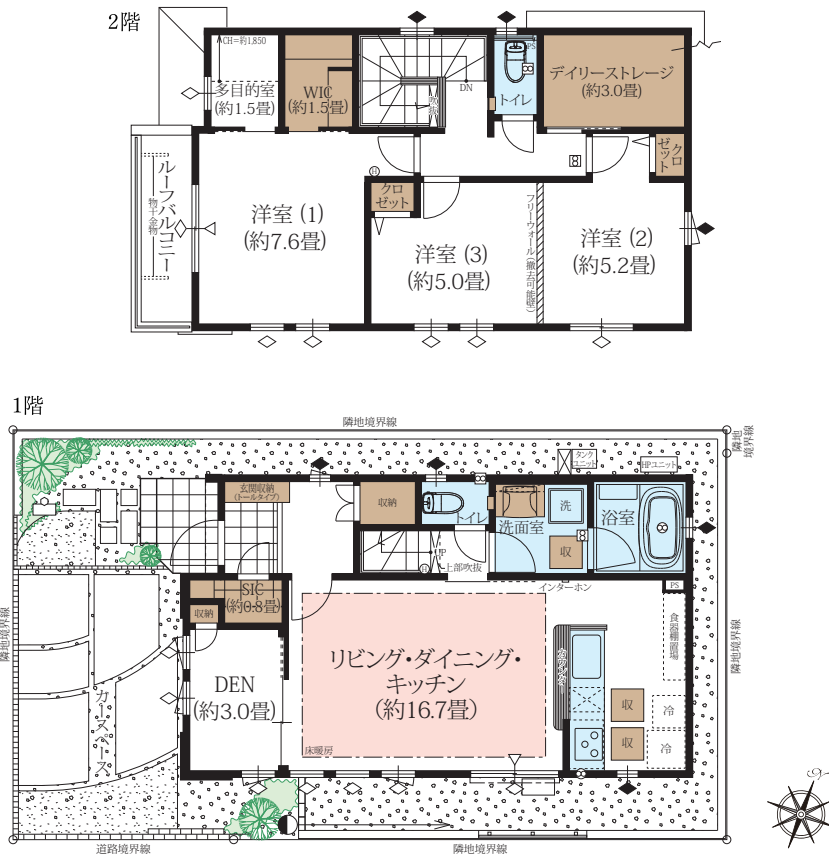 2階
CH=約1,850
多目的室
(約1.5畳)
WIC
(約1.5畳)
DN
PS
トイレ
デイリーストレージ
(約3.0畳)
クロ
ゼット
ルーフバルコニー
物干金物
洋室 (1)
(約7.6畳)
H
クロ
ゼット
洋室 (3)
(約5.0畳)
フリーウォール(撤去可能壁)
洋室 (2)
(約5.2畳)
1階
隣地境界線
隣地
境界線
タンク
ユニット
HPユニット
玄関収納
(トールタイプ)
収納
トイレ
洗面室
洗
収
浴室
UP
H
上部吹抜
インターホン
PS
SIC
(約0.8畳)
収納
隣地境界線
DEN
(約3.0畳)
リビング・ダイニング・
キッチン
(約16.7畳)
床暖房
食器棚置場
収
冷
収
冷
隣地境界線
カースペース
道路境界線
隣地境界線
N